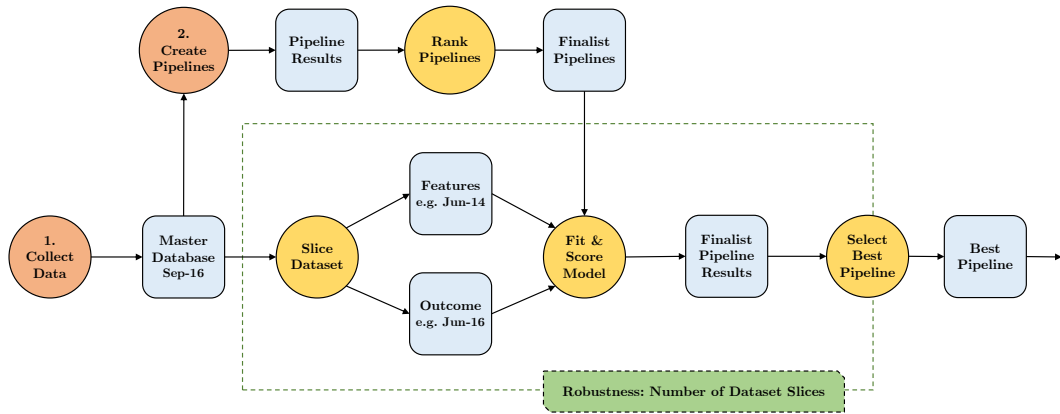 2.
Create
Pipelines
Pipeline
Results
Rank
Pipelines
Finalist
Pipelines
1.
Collect
Data
Master
Database
Sep-16
Slice
Dataset
Features
e.g. Jun-14
Outcome
e.g. Jun-16
Fit &
Score
Model
Finalist
Pipeline
Results
Select
Best
Pipeline
Best
Pipeline
Robustness: Number of Dataset Slices